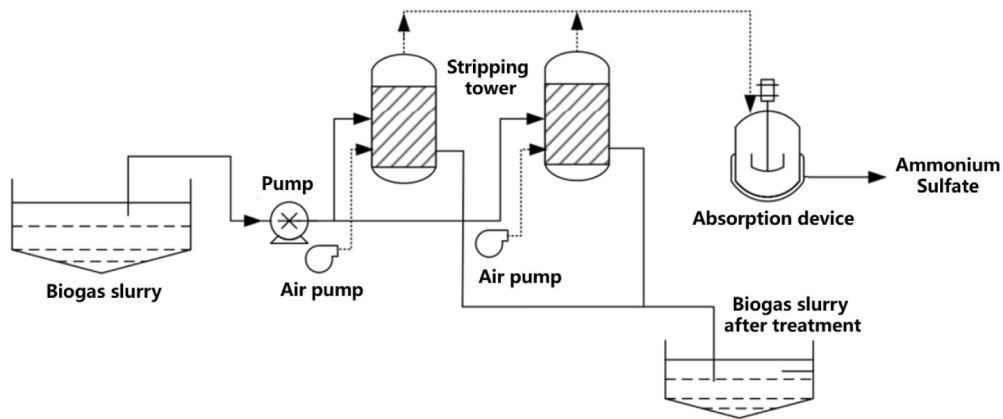 Stripping
tower
Pump
Ammonium
Sulfate
Absorption device
Air pump
Air pump
Biogas slurry
Biogas slurry
after treatment